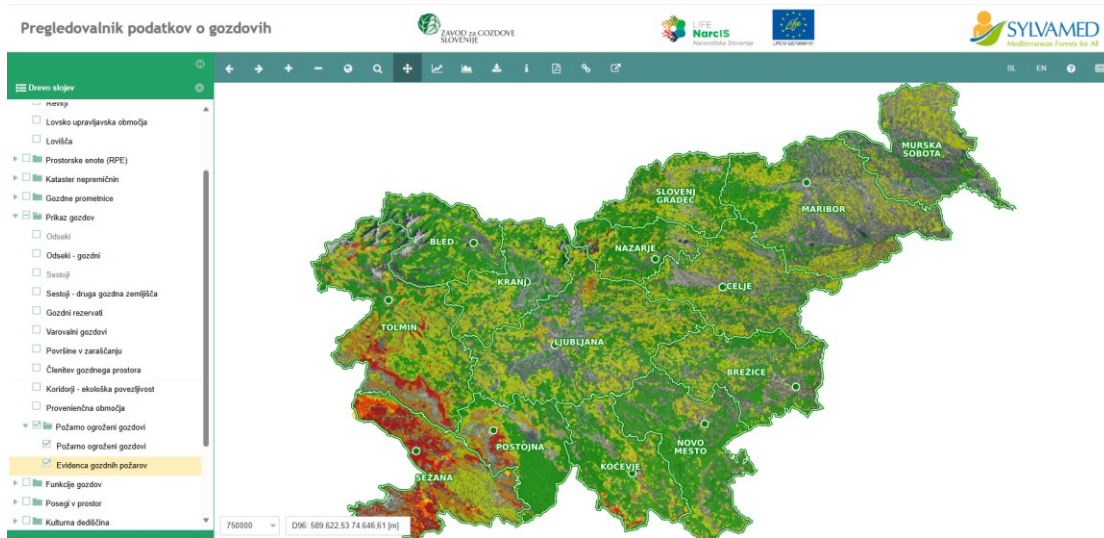 Pregledovalnik podatkov o gozdovih
ZAVOD za GOZDOVE
SLOVENIJE
LIFE
NarcIS
Naravovarstvo Slovenije
Life
SYLVAMED
Mediterranean Forests for All
SL EN
Drevo slojev
Revirji
Lovsko upravljavska območja
Lovišča
Prostorske enote (RPE)
Kataster nepremičnin
Gozdne prometnice
Prikaz gozdov
Odseki
Odseki - gozdni
Sestoji
Sestoji - druga gozdna zemljišča
Gozdni rezervati
Varovalni gozdovi
Površine v zaraščanju
Členitev gozdnega prostora
Koridorji - ekološka povezljivost
Provenienčna območja
Požarno ogroženi gozdovi
Požarno ogroženi gozdovi
Evidenca gozdnih požarov
Funkcije gozdov
Posegi v prostor
Kulturna dediščina
MURSKA
SOBOTA
SLOVENJ
GRADEC
MARIBOR
BLED
NAZARJE
KRANJ
CELJE
TOLMIN
LJUBLJANA
BREŽICE
POSTOJNA
NOVO
MESTO
SEŽANA
KOČEVJE
750000
D96: 589.622,53 74.646,61 [m]